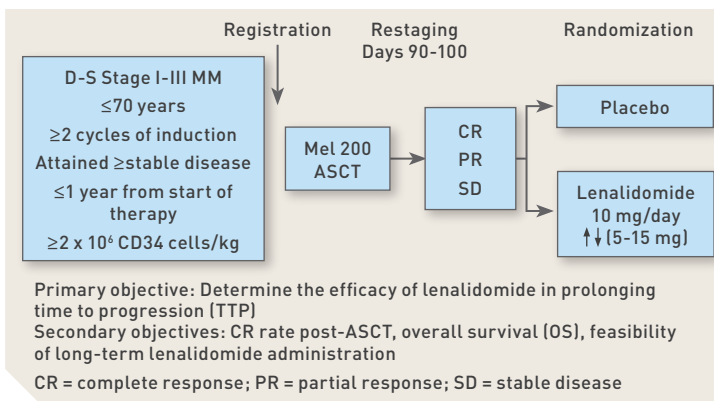 Registration
Restaging
Days 90-100
Randomization
D-S Stage I-III MM
≤70 years
≥2 cycles of induction
Attained ≥stable disease
≤1 year from start of
therapy
≥2 x 10⁶ CD34 cells/kg
Mel 200
ASCT
CR
PR
SD
Placebo
Lenalidomide
10 mg/day
↑↓(5-15 mg)
Primary objective: Determine the efficacy of lenalidomide in prolonging
time to progression (TTP)
Secondary objectives: CR rate post-ASCT, overall survival (OS), feasibility
of long-term lenalidomide administration
CR = complete response; PR = partial response; SD = stable disease